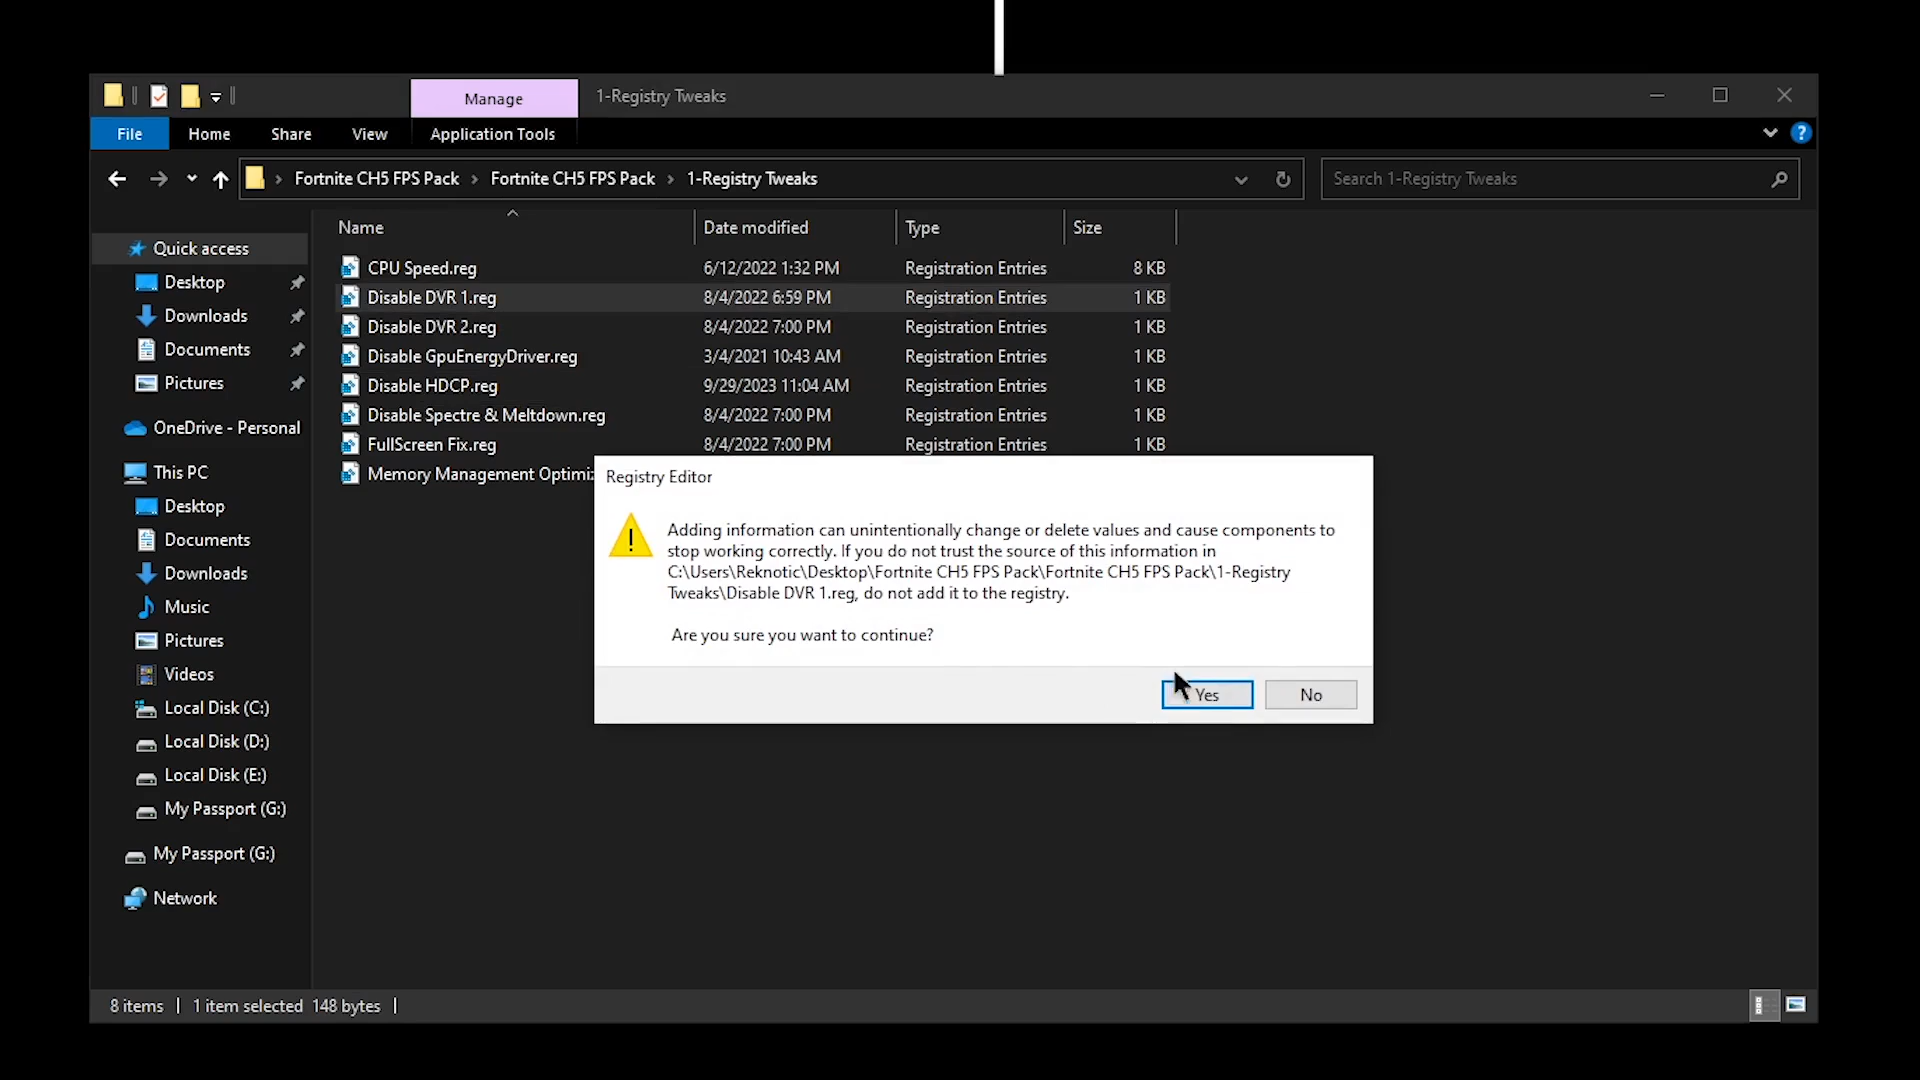 Manage
1-Registry Tweaks
File
Home
Share
View
Application Tools
Fortnite CH5 FPS Pack
Fortnite CH5 FPS Pack
1-Registry Tweaks
Search 1-Registry Tweaks
Name
Date modified
Type
Size
Quick access
Desktop
Downloads
Documents
Pictures
OneDrive - Personal
This PC
Desktop
Documents
Downloads
Music
Pictures
Videos
Local Disk (C:)
Local Disk (D:)
Local Disk (E:)
My Passport (G:)
My Passport (G:)
Network
CPU Speed.reg 6/12/2022 1:32 PM Registration Entries 8 KB
Disable DVR 1.reg 8/4/2022 6:59 PM Registration Entries 1 KB
Disable DVR 2.reg 8/4/2022 7:00 PM Registration Entries 1 KB
Disable GpuEnergyDriver.reg 3/4/2021 10:43 AM Registration Entries 1 KB
Disable HDCP.reg 9/29/2023 11:04 AM Registration Entries 1 KB
Disable Spectre & Meltdown.reg 8/4/2022 7:00 PM Registration Entries 1 KB
FullScreen Fix.reg 8/4/2022 7:00 PM Registration Entries 1 KB
Memory Management Optimi
Registry Editor
Adding information can unintentionally change or delete values and cause components to
stop working correctly. If you do not trust the source of this information in
C:\Users\Reknotic\Desktop\Fortnite CH5 FPS Pack\Fortnite CH5 FPS Pack\1-Registry
Tweaks\Disable DVR 1.reg, do not add it to the registry.
Are you sure you want to continue?
Yes
No
8 items
1 item selected 148 bytes